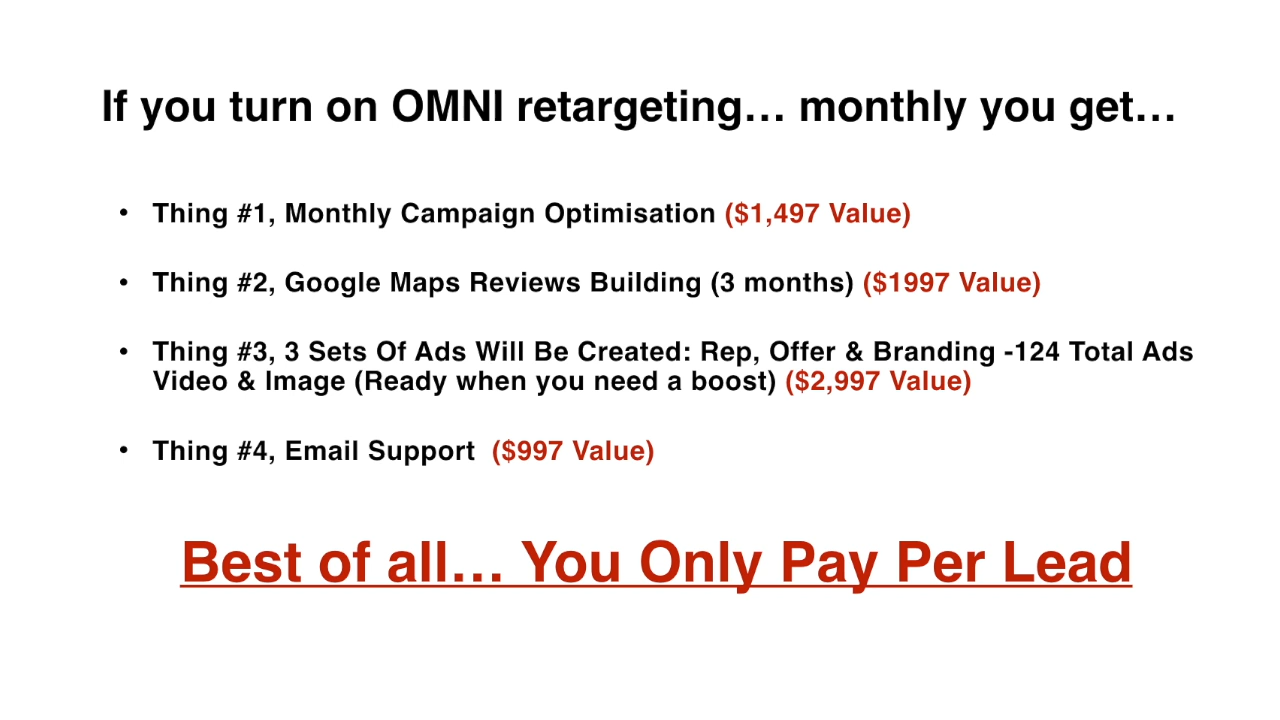 If you turn on OMNI retargeting… monthly you get…
• Thing #1, Monthly Campaign Optimisation ($1,497 Value)
• Thing #2, Google Maps Reviews Building (3 months) ($1997 Value)
• Thing #3, 3 Sets Of Ads Will Be Created: Rep, Offer & Branding -124 Total Ads
Video & Image (Ready when you need a boost) ($2,997 Value)
• Thing #4, Email Support ($997 Value)
Best of all… You Only Pay Per Lead